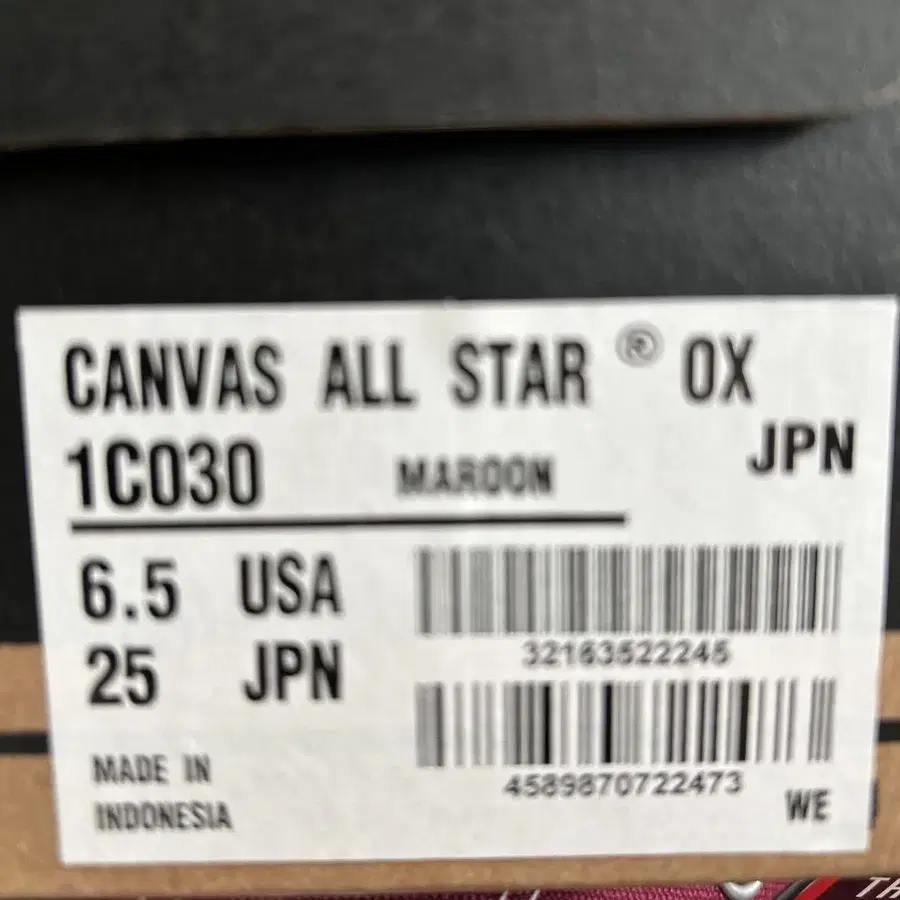 CANVAS ALL STAR ® OX
1C030 MAROON JPN
6.5 USA
25 JPN
32163522245
4589870722473
MADE IN
INDONESIA
WE